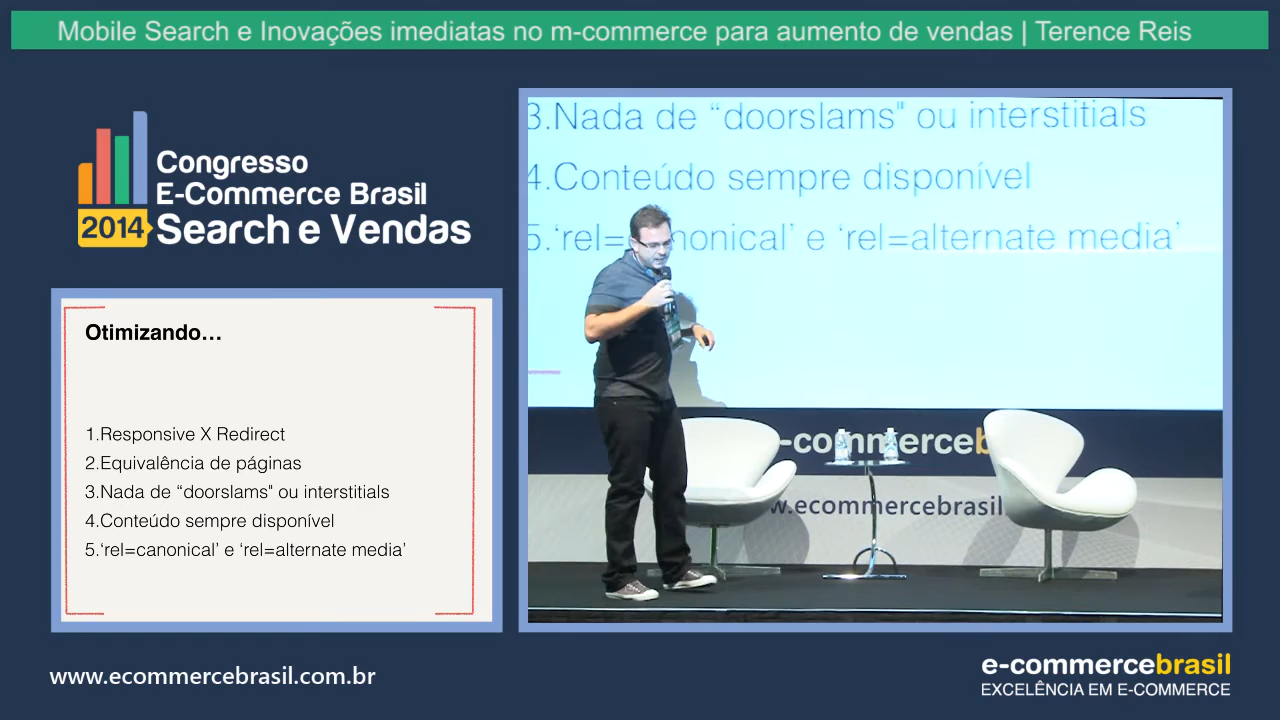 Mobile Search e Inovações imediatas no m-commerce para aumento de vendas | Terence Reis
Congresso
E-Commerce Brasil
2014 Search e Vendas
Otimizando...
1.Responsive X Redirect
2.Equivalência de páginas
3.Nada de “doorslams" ou interstitials
4.Conteúdo sempre disponível
5.‘rel=canonical’ e ‘rel=alternate media’
3.Nada de “doorslams" ou interstitials
4.Conteúdo sempre disponível
5.‘rel= nonical’ e ‘rel=alternate media’
-commerceb
w.ecommercebrasil
www.ecommercebrasil.com.br
e-commercebrasil
EXCELÊNCIA EM E-COMMERCE